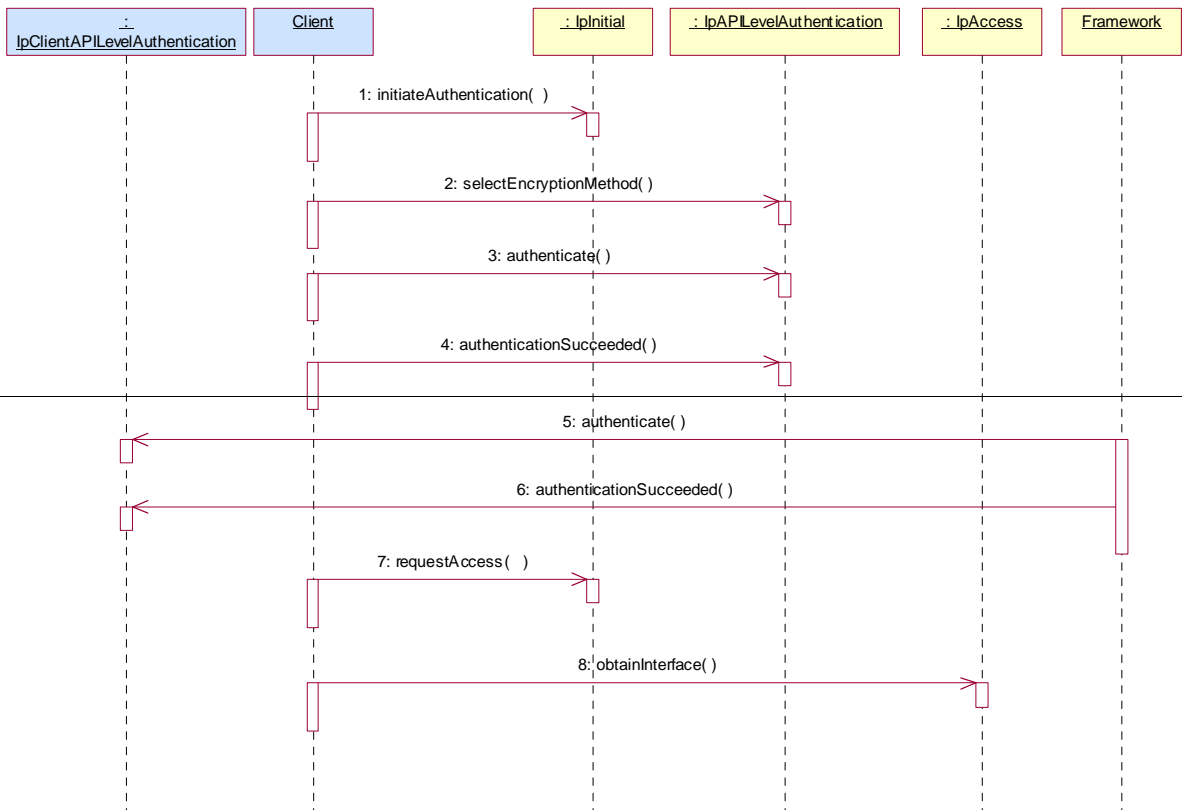 :
IpClientAPILevelAuthentication
Client
: IpInitial
: IpAPILevelAuthentication
: IpAccess
Framework
1: initiateAuthentication( )
2: selectEncryptionMethod( )
3: authenticate( )
4: authenticationSucceeded( )
5: authenticate( )
6: authenticationSucceeded( )
7: requestAccess( )
8: obtainInterface( )